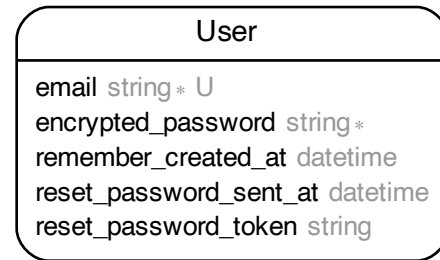 User
email string * U
encrypted_password string *
remember_created_at datetime
reset_password_sent_at datetime
reset_password_token string